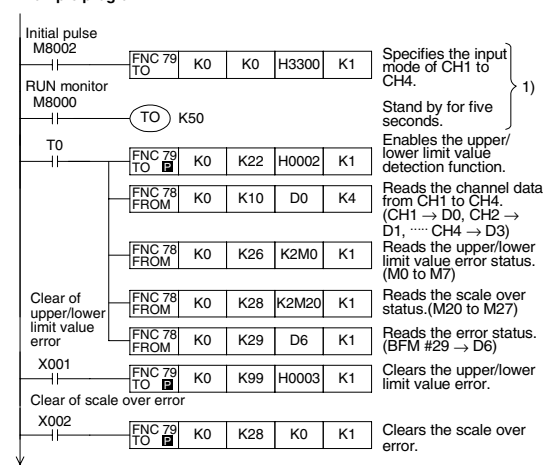 Initial pulse
M8002
FNC 79 TO K0 K0 H3300 K1
Specifies the input
mode of CH1 to
CH4.
1)
RUN monitor
M8000
TO K50
Stand by for five
seconds.
T0
FNC 79 TO P K0 K22 H0002 K1
Enables the upper/
lower limit value
detection function.
FNC 78 FROM K0 K10 D0 K4
Reads the channel data
from CH1 to CH4.
(CH1 → D0, CH2 →
D1, ····· CH4 → D3)
FNC 78 FROM K0 K26 K2M0 K1
Reads the upper/lower
limit value error status.
(M0 to M7)
FNC 78 FROM K0 K28 K2M20 K1
Reads the scale over
status.(M20 to M27)
FNC 78 FROM K0 K29 D6 K1
Reads the error status.
(BFM #29 → D6)
Clear of
upper/lower
limit value
error
X001
FNC 79 TO P K0 K99 H0003 K1
Clears the upper/lower
limit value error.
Clear of scale over error
X002
FNC 79 TO P K0 K28 K0 K1
Clears the scale over
error.